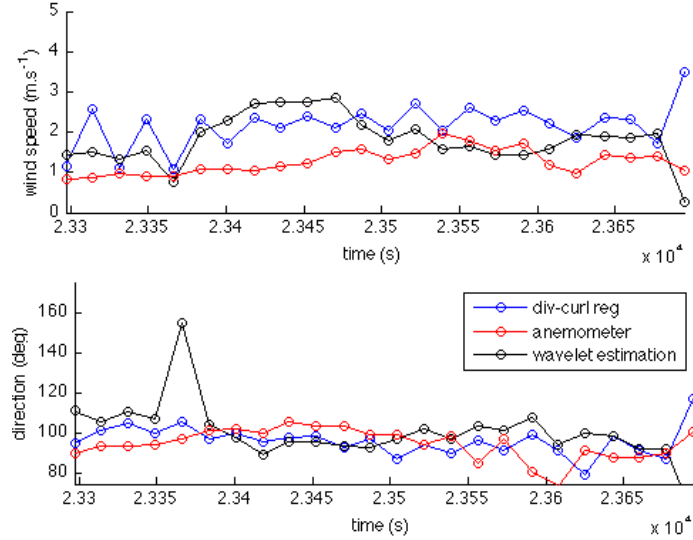 5
4
3
2
1
0
wind speed (m.s-1)
2.33 2.335 2.34 2.345 2.35 2.355 2.36 2.365
time (s)
x 10^4
160
140
120
100
80
direction (deg)
div-curl reg
anemometer
wavelet estimation
2.33 2.335 2.34 2.345 2.35 2.355 2.36 2.365
time (s)
x 10^4